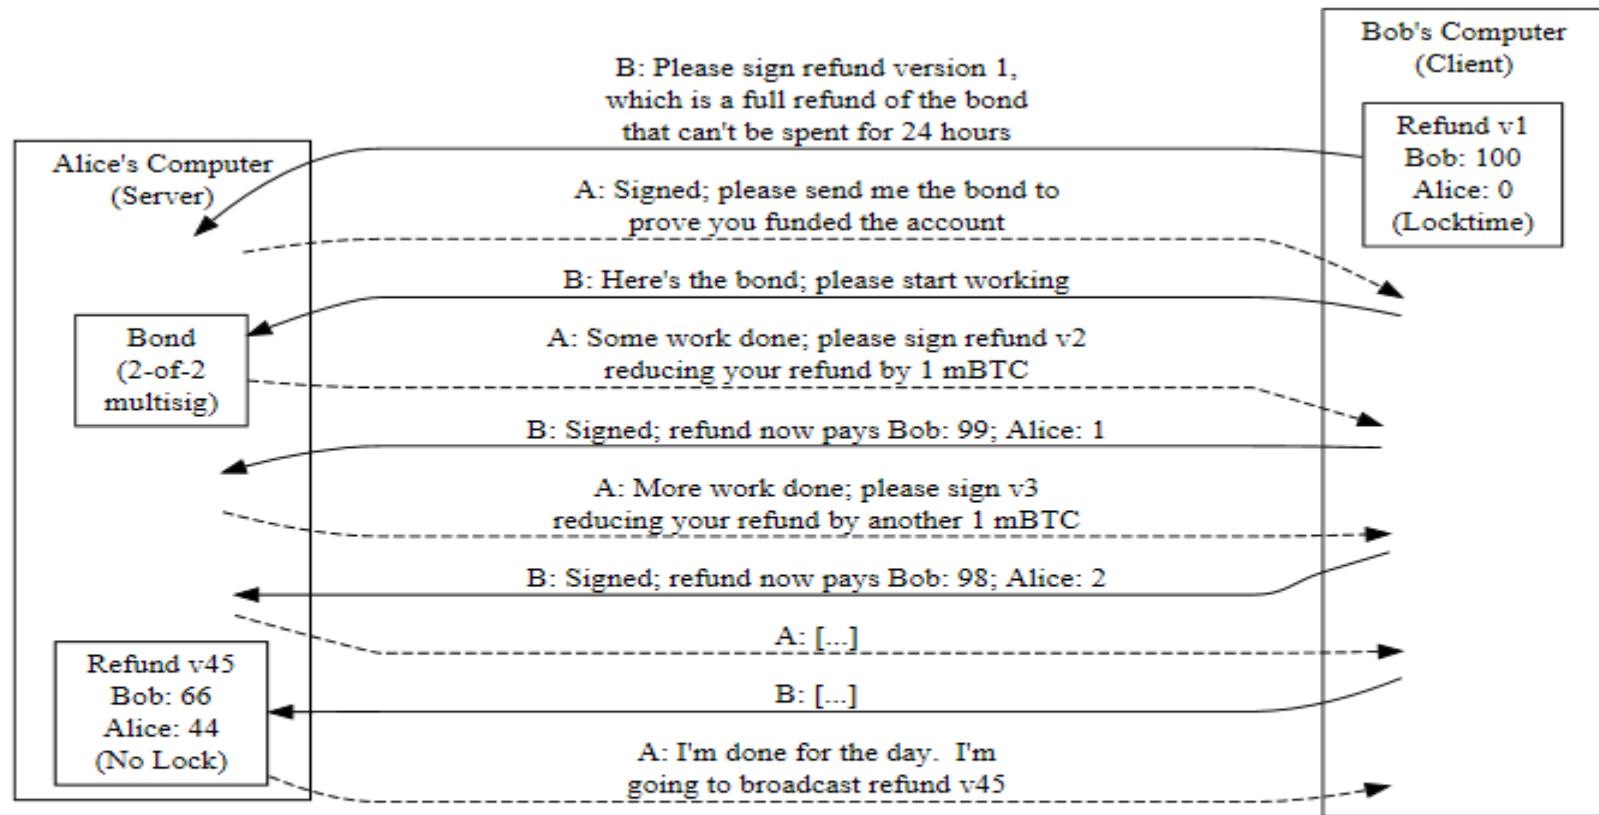 Bob's Computer
(Client)
B: Please sign refund version 1,
which is a full refund of the bond
that can't be spent for 24 hours
Refund v1
Bob: 100
Alice: 0
(Locktime)
Alice's Computer
(Server)
A: Signed; please send me the bond to
prove you funded the account
B: Here's the bond; please start working
Bond
(2-of-2
multisig)
A: Some work done; please sign refund v2
reducing your refund by 1 mBTC
B: Signed; refund now pays Bob: 99; Alice: 1
A: More work done; please sign v3
reducing your refund by another 1 mBTC
B: Signed; refund now pays Bob: 98; Alice: 2
A: [...]
B: [...]
Refund v45
Bob: 66
Alice: 44
(No Lock)
A: I'm done for the day. I'm
going to broadcast refund v45